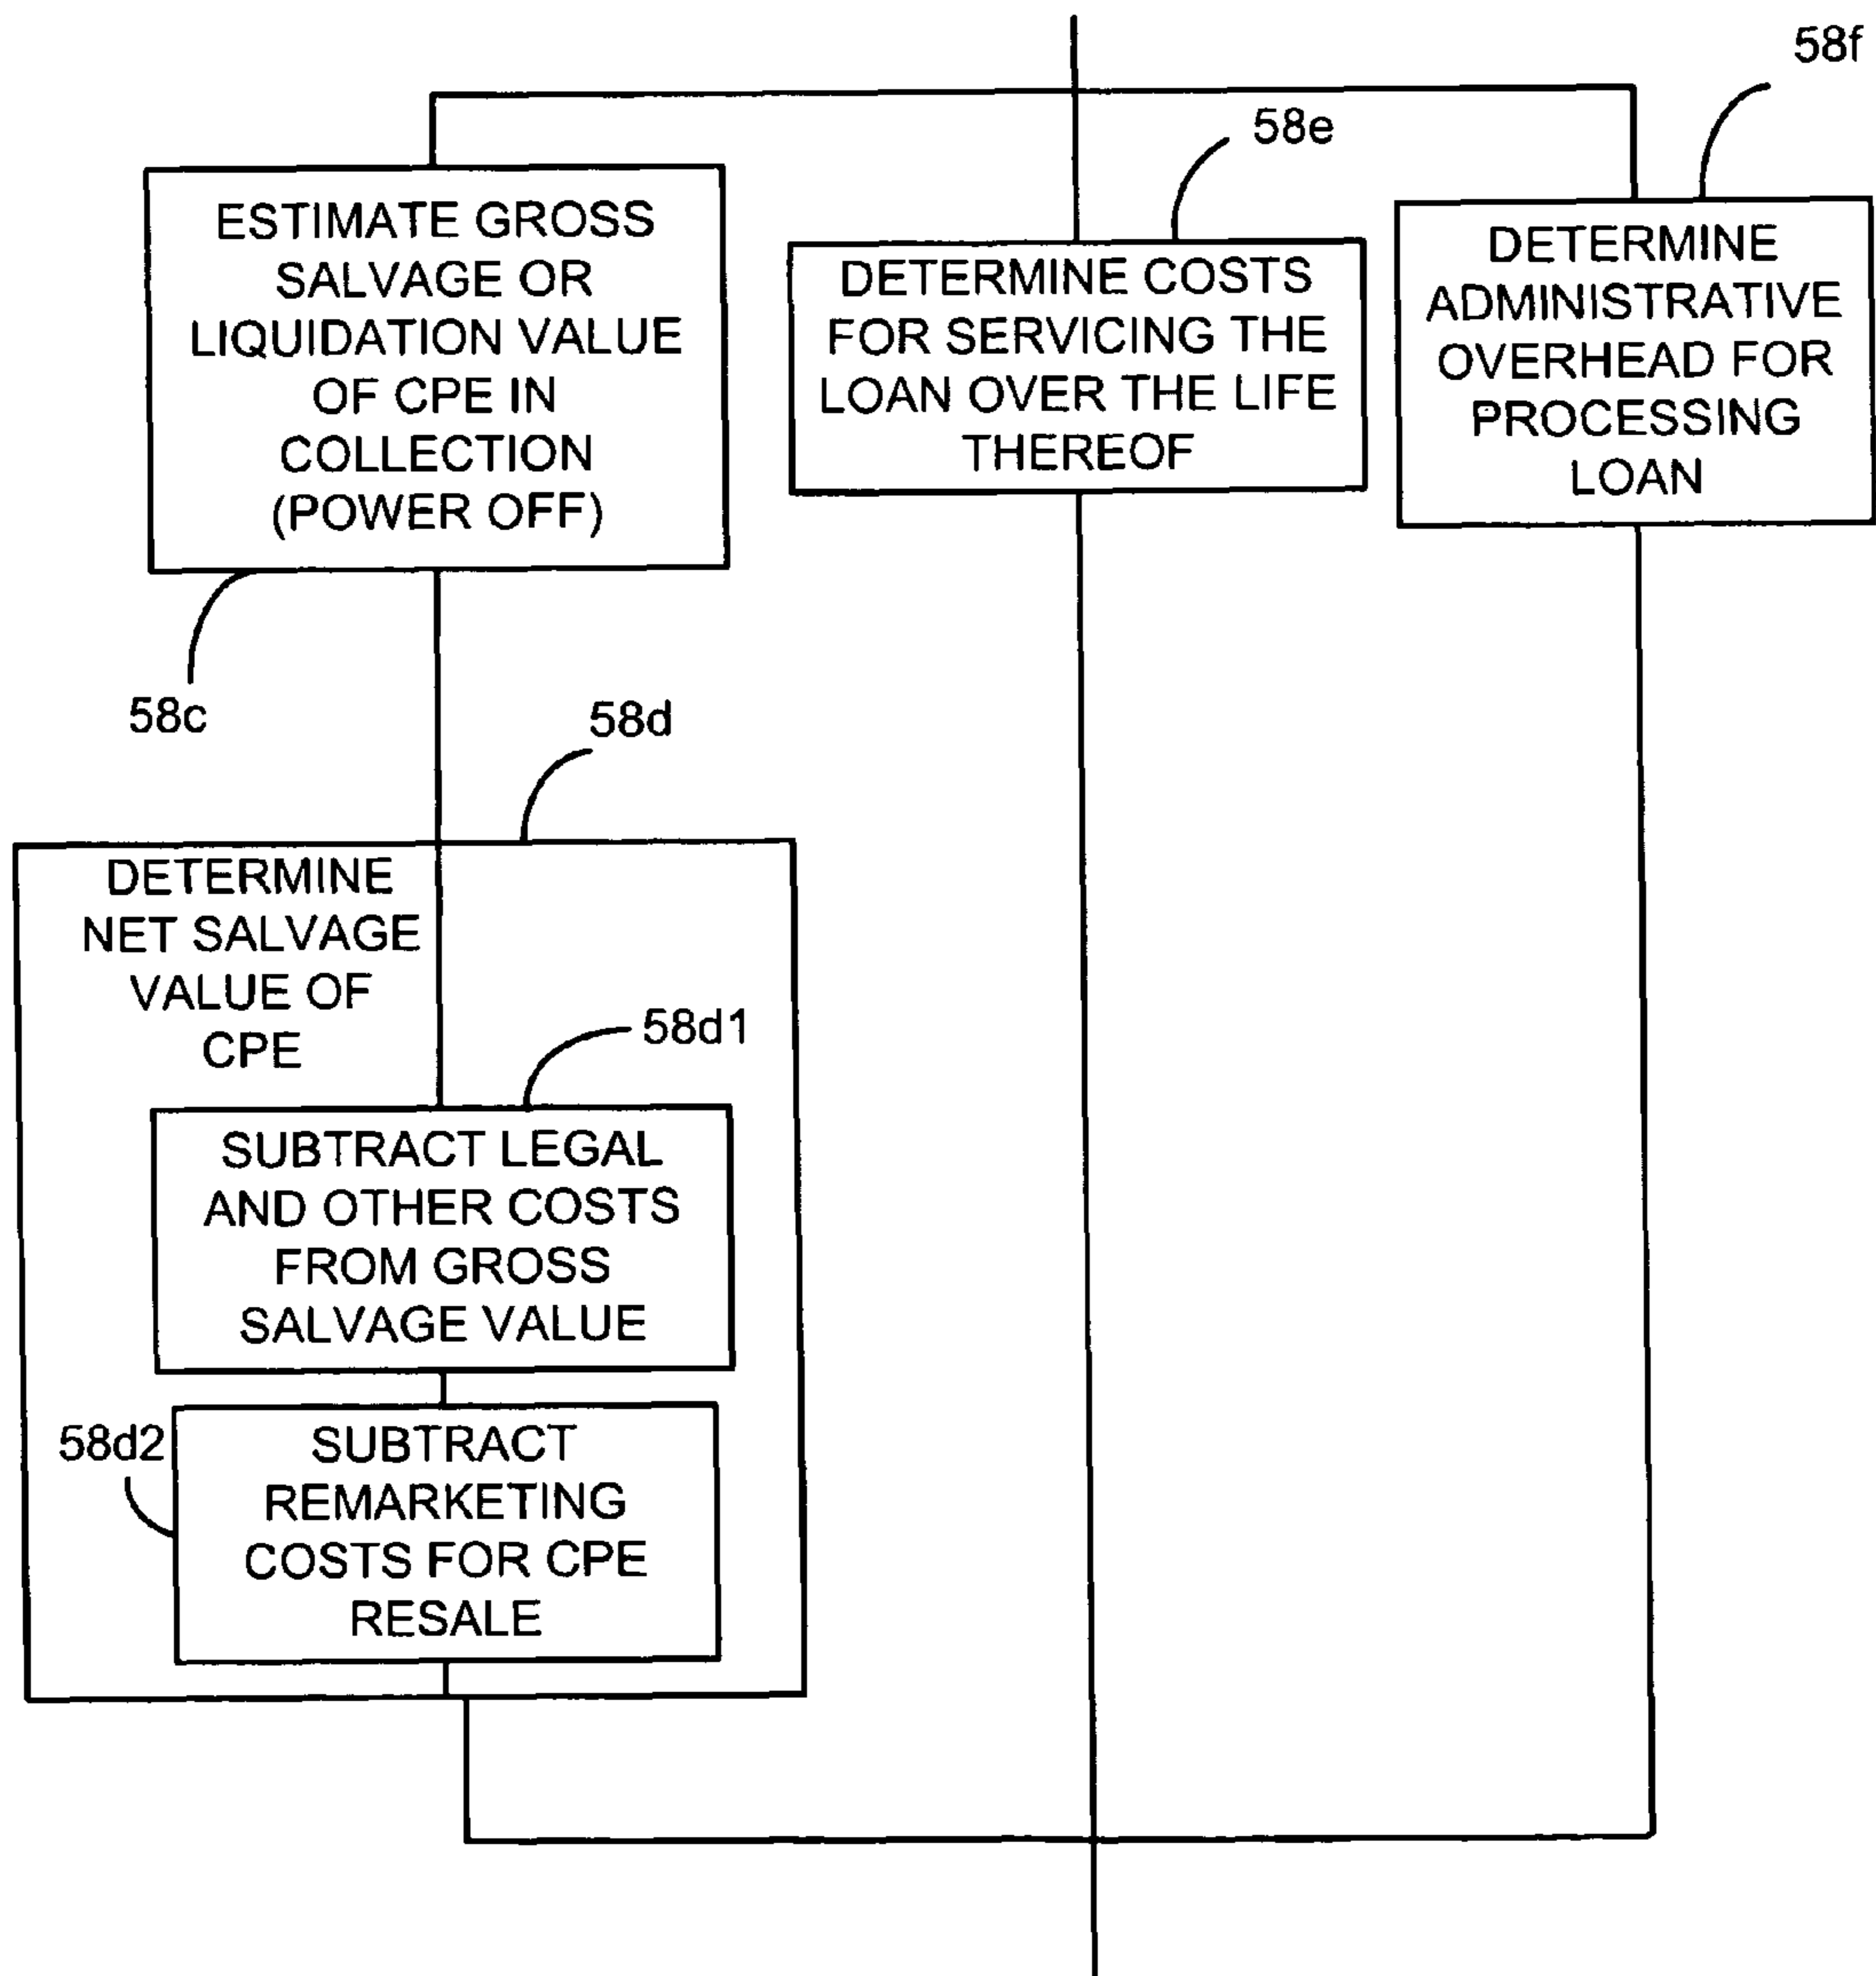 58f
58e
ESTIMATE GROSS
SALVAGE OR
LIQUIDATION VALUE
OF CPE IN
COLLECTION
(POWER OFF)
DETERMINE COSTS
FOR SERVICING THE
LOAN OVER THE LIFE
THEREOF
DETERMINE
ADMINISTRATIVE
OVERHEAD FOR
PROCESSING
LOAN
58c
58d
DETERMINE
NET SALVAGE
VALUE OF
CPE
58d1
SUBTRACT LEGAL
AND OTHER COSTS
FROM GROSS
SALVAGE VALUE
58d2
SUBTRACT
REMARKETING
COSTS FOR CPE
RESALE